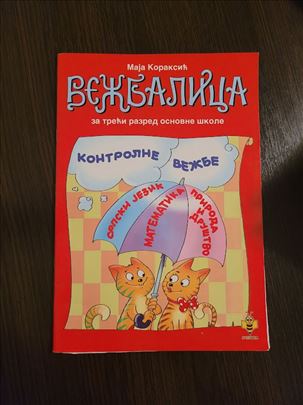 Маја Кораксић
ВЕЖБАЛИЦА
за трећи разред основне школе
КОНТРОЛНЕ ВЕЖБЕ
СРПСКИ ЈЕЗИК
МАТЕМАТИКА
ПРИРОДА
И
ДРУШТВО